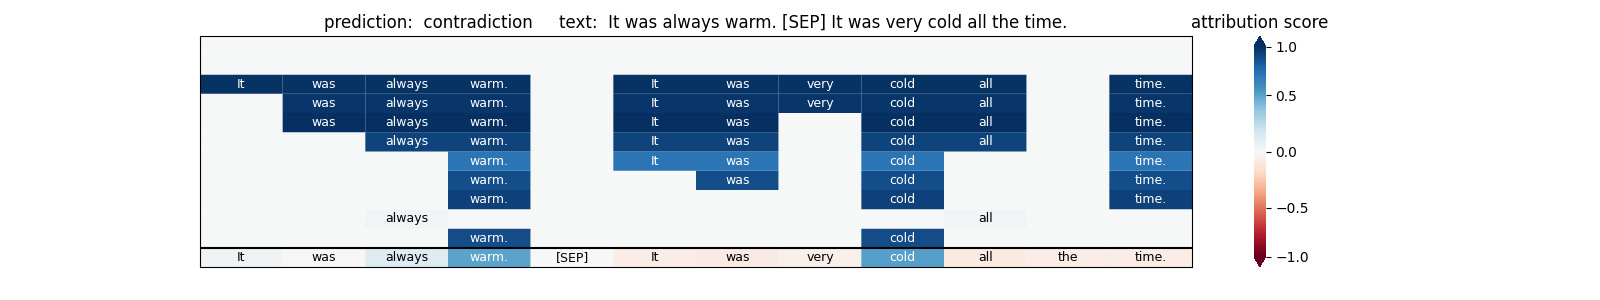 prediction:  contradiction     text:  It was always warm. [SEP] It was very cold all the time.
attribution score
It was always warm. It was very cold all time.
was always warm. It was very cold all time.
was always warm. It was cold all time.
always warm. It was cold all time.
warm. It was cold time.
warm. was cold time.
warm. cold time.
always all
warm. cold
It was always warm. [SEP] It was very cold all the time.
1.0
0.5
0.0
−0.5
−1.0